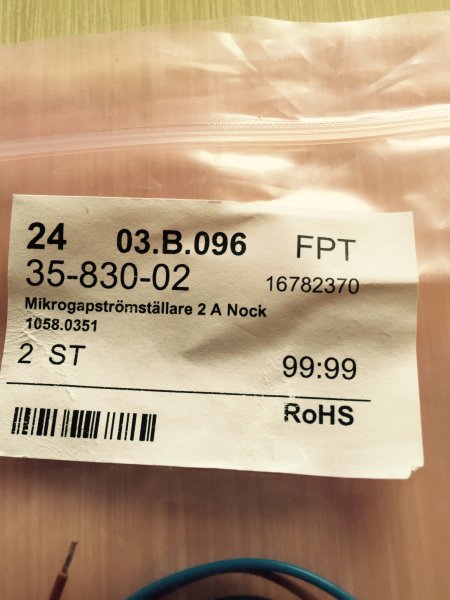 24 03.B.096 FPT
35-830-02 16782370
Mikrogapströmställare 2 A Nock
1058.0351
2 ST 99:99
RoHS